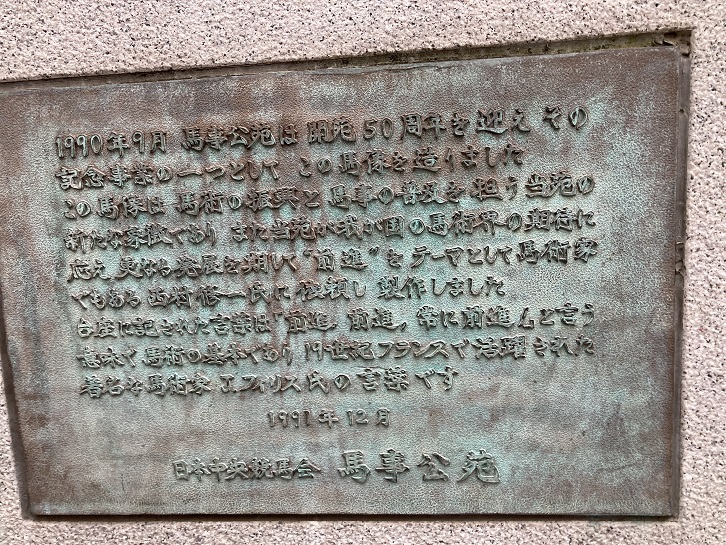 1990年9月 馬事公苑は 開苑50周年を迎え その
記念事業の一つとして この馬像を造りました
この馬像は 馬術の振興と馬事の普及を担う当苑の
新たな象徴であり また当苑が我が国の馬術界の期待に
応え 更なる発展を期して“前進”をテーマとして馬術家
でもある 西村修一氏に依頼し 製作しました
台座に記された言葉は“前進, 前進, 常に前進”と言う
意味で 馬術の基本であり 19世紀フランスで活躍された
著名な馬術家 J.フィリス氏の言葉です
1991年12月
日本中央競馬会 馬事公苑